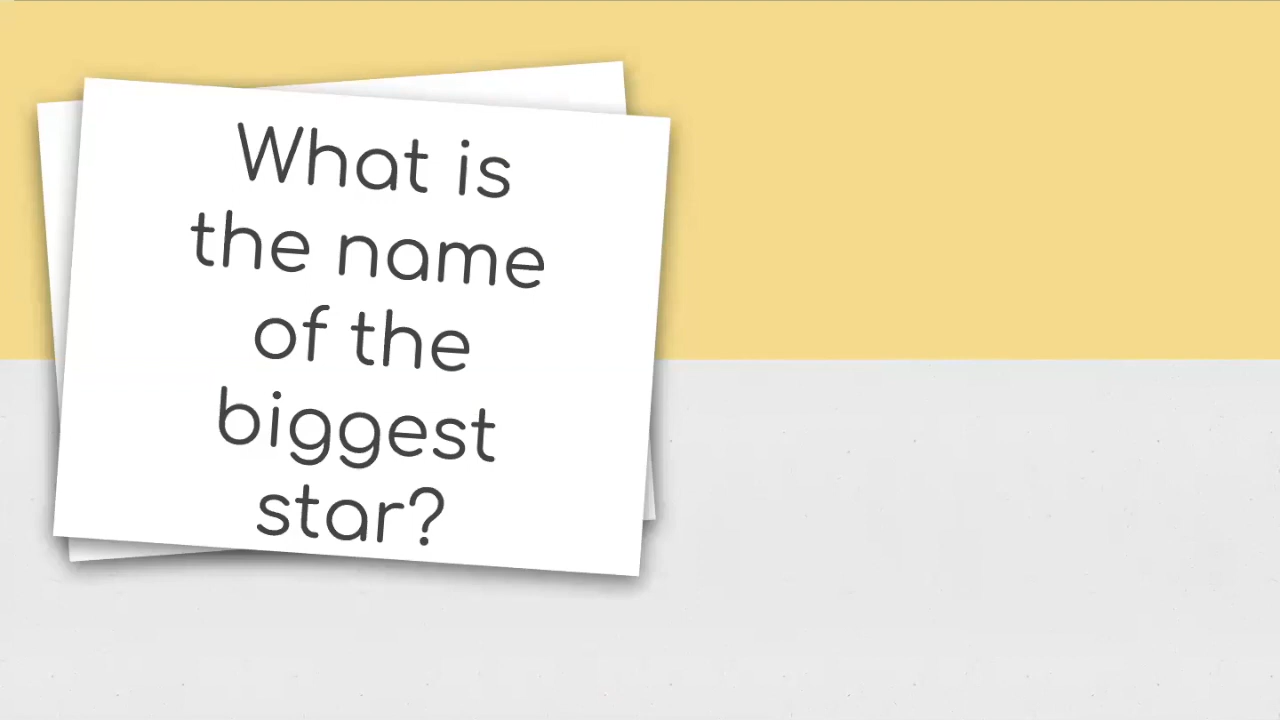 What is
the name
of the
biggest
star?